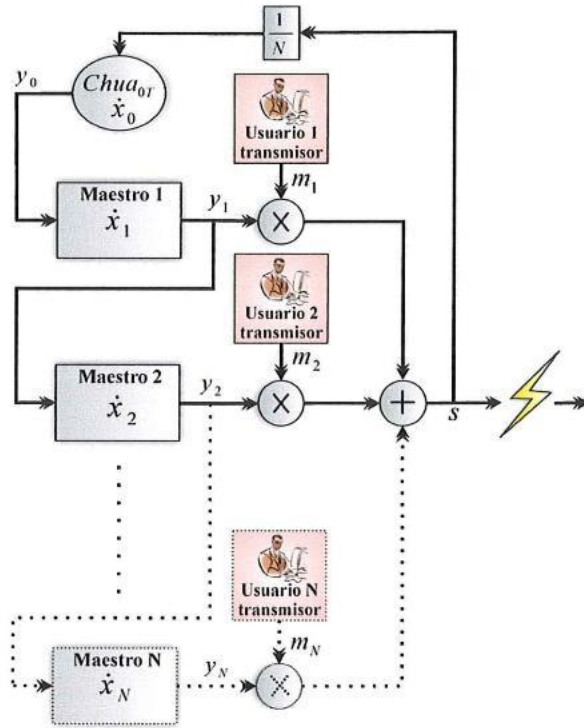 1
N
y0
Chua0T
ẋ0
Usuario 1
transmisor
m1
Maestro 1
ẋ1
y1
×
Usuario 2
transmisor
m2
Maestro 2
ẋ2
y2
×
+
s
Usuario N
transmisor
mN
Maestro N
ẋN
yN
×